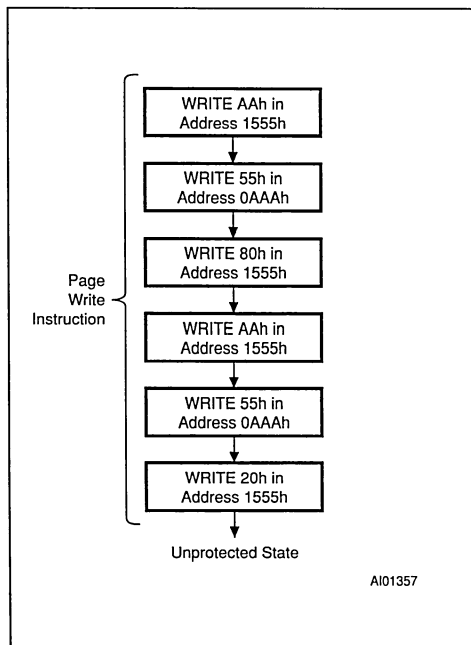 WRITE AAh in
Address 1555h
WRITE 55h in
Address 0AAAh
WRITE 80h in
Address 1555h
Page
Write
Instruction
WRITE AAh in
Address 1555h
WRITE 55h in
Address 0AAAh
WRITE 20h in
Address 1555h
Unprotected State
AI01357